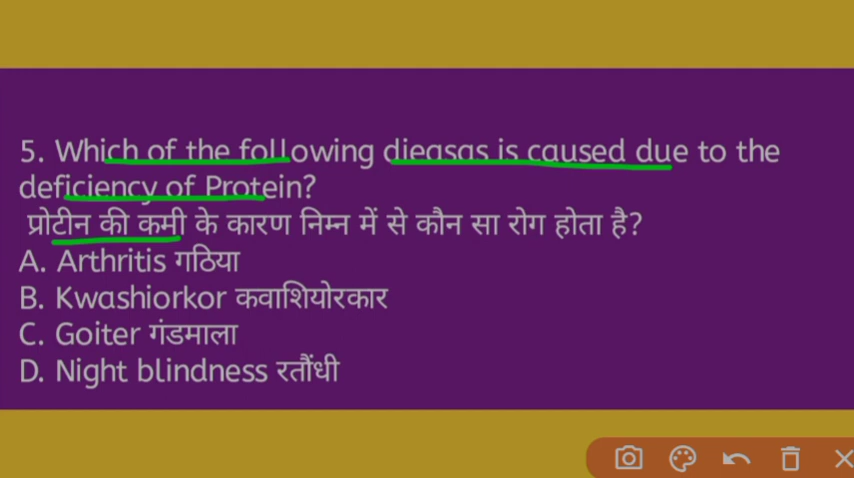 5. Which of the following dieasas is caused due to the
deficiency of Protein?
प्रोटीन की कमी के कारण निम्न में से कौन सा रोग होता है?
A. Arthritis गठिया
B. Kwashiorkor कवाशियोरकार
C. Goiter गंडमाला
D. Night blindness रतौंधी